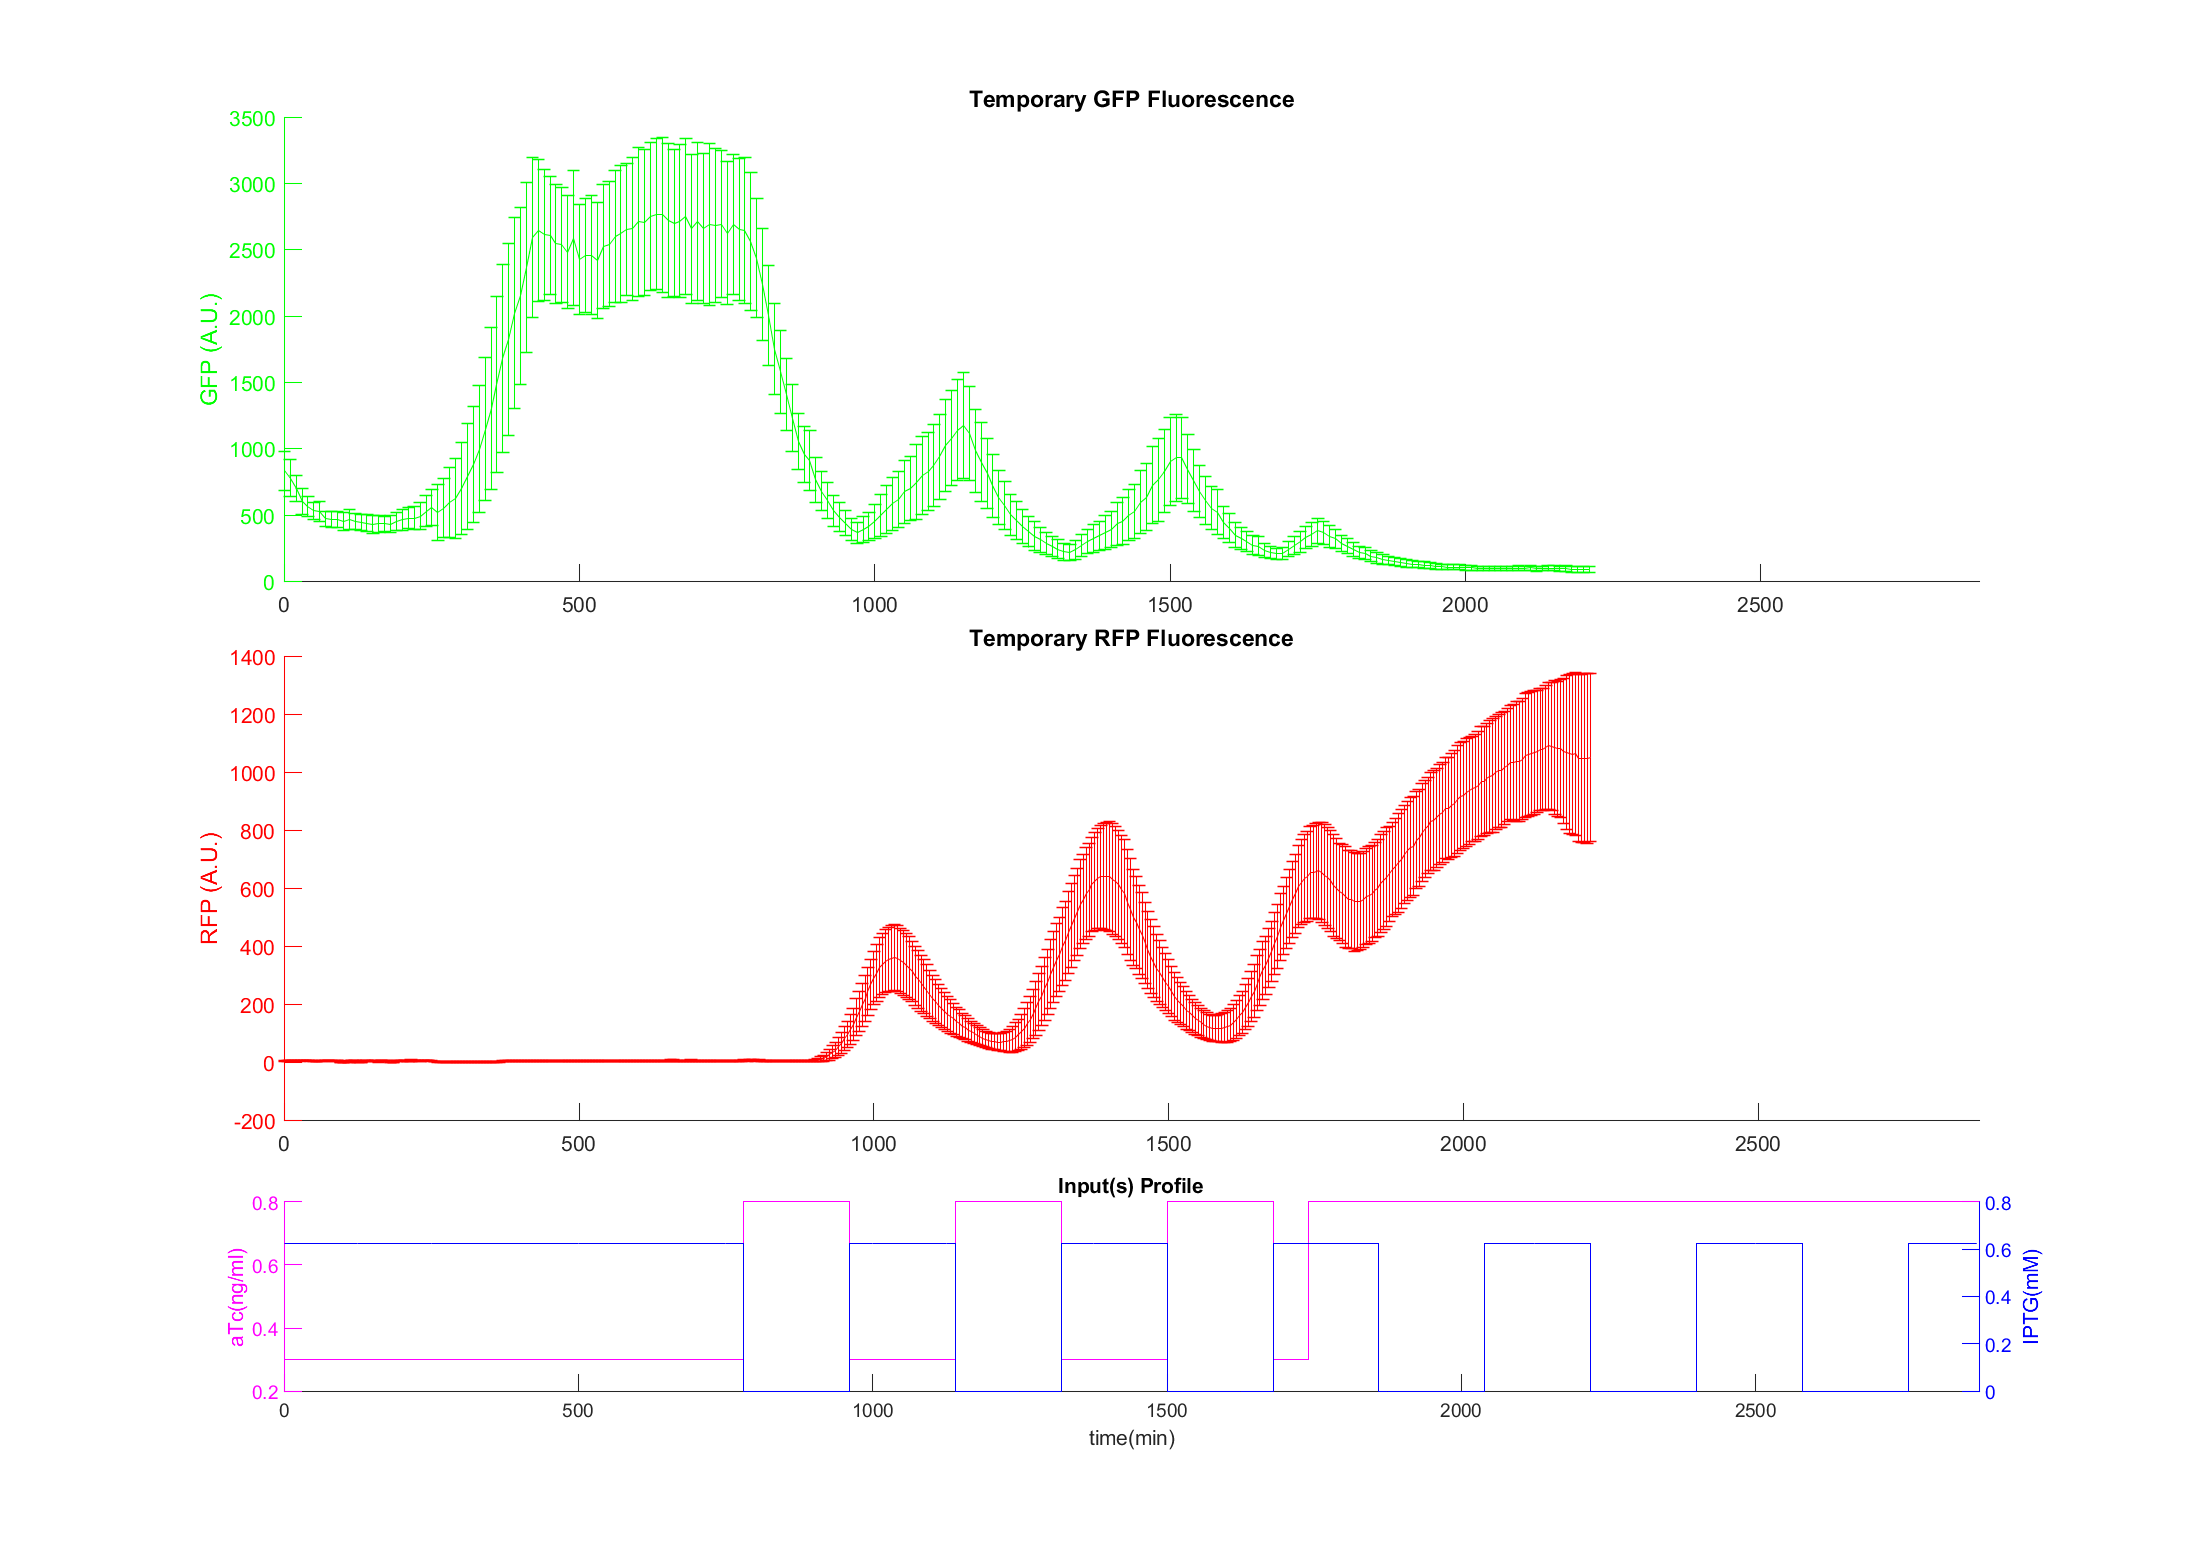 Temporary GFP Fluorescence
GFP (A.U.)
3500
3000
2500
2000
1500
1000
500
0
0 500 1000 1500 2000 2500
Temporary RFP Fluorescence
RFP (A.U.)
1400
1200
1000
800
600
400
200
0
-200
0 500 1000 1500 2000 2500
Input(s) Profile
aTc(ng/ml)
0.8
0.6
0.4
0.2
0.8
0.6
0.4
0.2
0
IPTG(mM)
0 500 1000 1500 2000 2500
time(min)